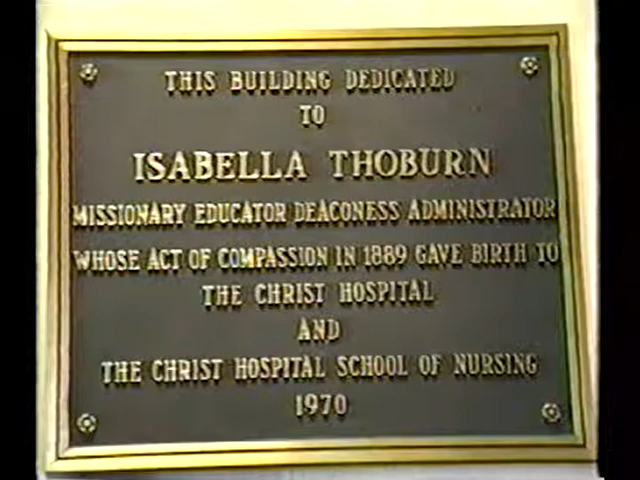 THIS BUILDING DEDICATED
TO
ISABELLA THOBURN
MISSIONARY EDUCATOR DEACONESS ADMINISTRATOR
WHOSE ACT OF COMPASSION IN 1889 GAVE BIRTH TO
THE CHRIST HOSPITAL
AND
THE CHRIST HOSPITAL SCHOOL OF NURSING
1970